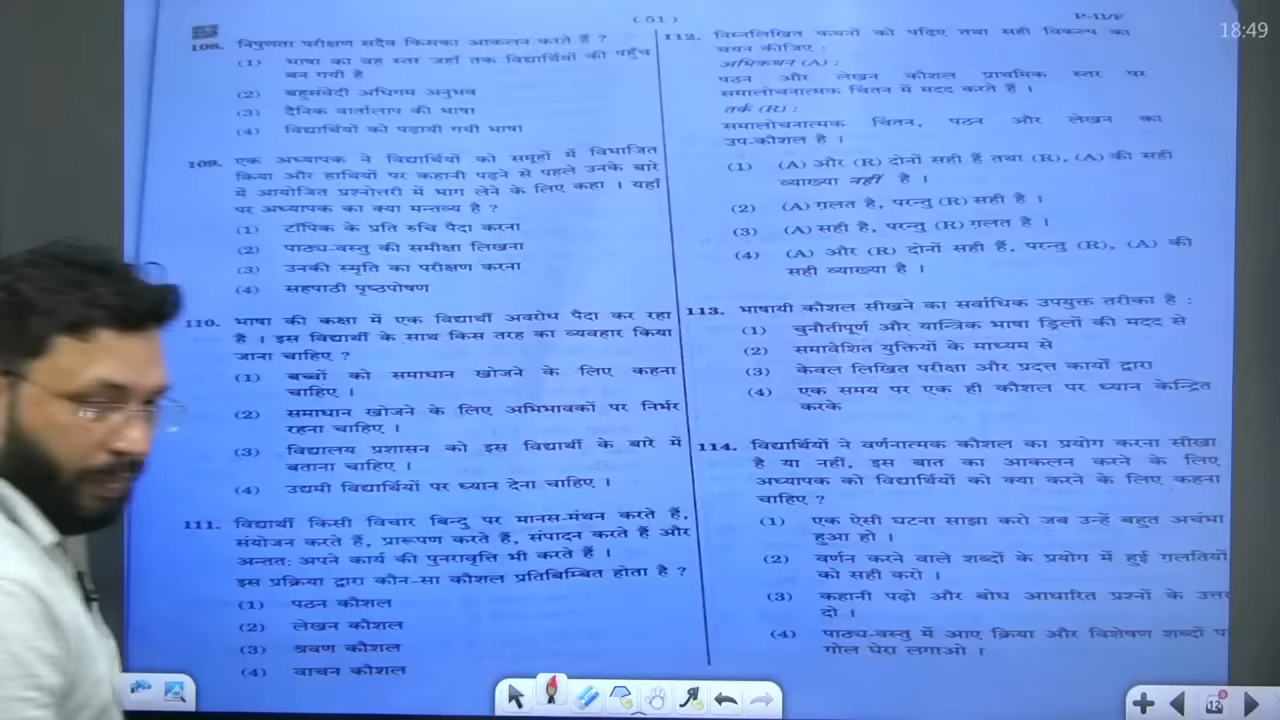 ( 51 )
P-II/F
18:49
108. निपुणता परीक्षण सदैव किसका आकलन करते हैं ?
(1) भाषा का वह स्तर जहाँ तक विद्यार्थियों की पहुँच
बन गयी है
(2) बहुसंवेदी अधिगम अनुभव
(3) दैनिक वार्तालाप की भाषा
(4) विद्यार्थियों को पढ़ायी गयी भाषा
109. एक अध्यापक ने विद्यार्थियों को समूहों में विभाजित
किया और हाथियों पर कहानी पढ़ने से पहले उनके बारे
में आयोजित प्रश्नोत्तरी में भाग लेने के लिए कहा । यहाँ
पर अध्यापक का क्या मन्तव्य है ?
(1) टॉपिक के प्रति रुचि पैदा करना
(2) पाठ्य-वस्तु की समीक्षा लिखना
(3) उनकी स्मृति का परीक्षण करना
(4) सहपाठी पृष्ठपोषण
110. भाषा की कक्षा में एक विद्यार्थी अवरोध पैदा कर रहा
है । इस विद्यार्थी के साथ किस तरह का व्यवहार किया
जाना चाहिए ?
(1) बच्चों को समाधान खोजने के लिए कहना
चाहिए ।
(2) समाधान खोजने के लिए अभिभावकों पर निर्भर
रहना चाहिए ।
(3) विद्यालय प्रशासन को इस विद्यार्थी के बारे में
बताना चाहिए ।
(4) उद्यमी विद्यार्थियों पर ध्यान देना चाहिए ।
111. विद्यार्थी किसी विचार बिन्दु पर मानस-मंथन करते हैं,
संयोजन करते हैं, प्रारूपण करते हैं, संपादन करते हैं और
अन्ततः अपने कार्य की पुनरावृत्ति भी करते हैं ।
इस प्रक्रिया द्वारा कौन-सा कौशल प्रतिबिम्बित होता है ?
(1) पठन कौशल
(2) लेखन कौशल
(3) श्रवण कौशल
(4) वाचन कौशल
112. निम्नलिखित कथनों को पढ़िए तथा सही विकल्प का
चयन कीजिए :
अभिकथन (A) :
पठन और लेखन कौशल प्राथमिक स्तर पर
समालोचनात्मक चिंतन में मदद करते हैं ।
तर्क (R) :
समालोचनात्मक चिंतन, पठन और लेखन का
उप-कौशल है ।
(1) (A) और (R) दोनों सही हैं तथा (R), (A) की सही
व्याख्या नहीं है ।
(2) (A) ग़लत है, परन्तु (R) सही है ।
(3) (A) सही है, परन्तु (R) ग़लत है ।
(4) (A) और (R) दोनों सही हैं, परन्तु (R), (A) की
सही व्याख्या है ।
113. भाषायी कौशल सीखने का सर्वाधिक उपयुक्त तरीका है :
(1) चुनौतीपूर्ण और यान्त्रिक भाषा ड्रिलों की मदद से
(2) समावेशित युक्तियों के माध्यम से
(3) केवल लिखित परीक्षा और प्रदत्त कार्यों द्वारा
(4) एक समय पर एक ही कौशल पर ध्यान केन्द्रित
करके
114. विद्यार्थियों ने वर्णनात्मक कौशल का प्रयोग करना सीखा
है या नहीं, इस बात का आकलन करने के लिए
अध्यापक को विद्यार्थियों को क्या करने के लिए कहना
चाहिए ?
(1) एक ऐसी घटना साझा करो जब उन्हें बहुत अचंभा
हुआ हो ।
(2) वर्णन करने वाले शब्दों के प्रयोग में हुई ग़लतियों
को सही करो ।
(3) कहानी पढ़ो और बोध आधारित प्रश्नों के उत्त
दो ।
(4) पाठ्य-वस्तु में आए क्रिया और विशेषण शब्दों प
गोल घेरा लगाओ ।
12